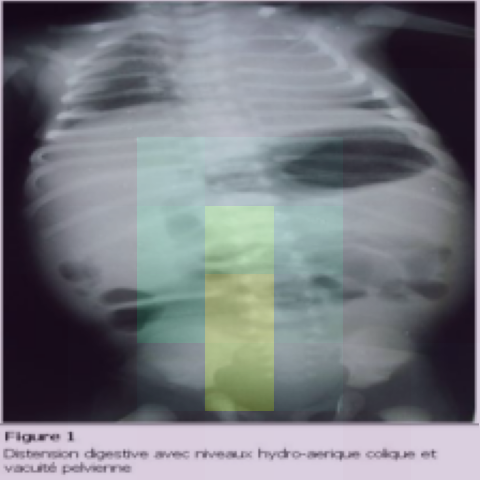 Figure 1
Distension digestive avec niveaux hydro-aerique colique et
vacuité pelvienne